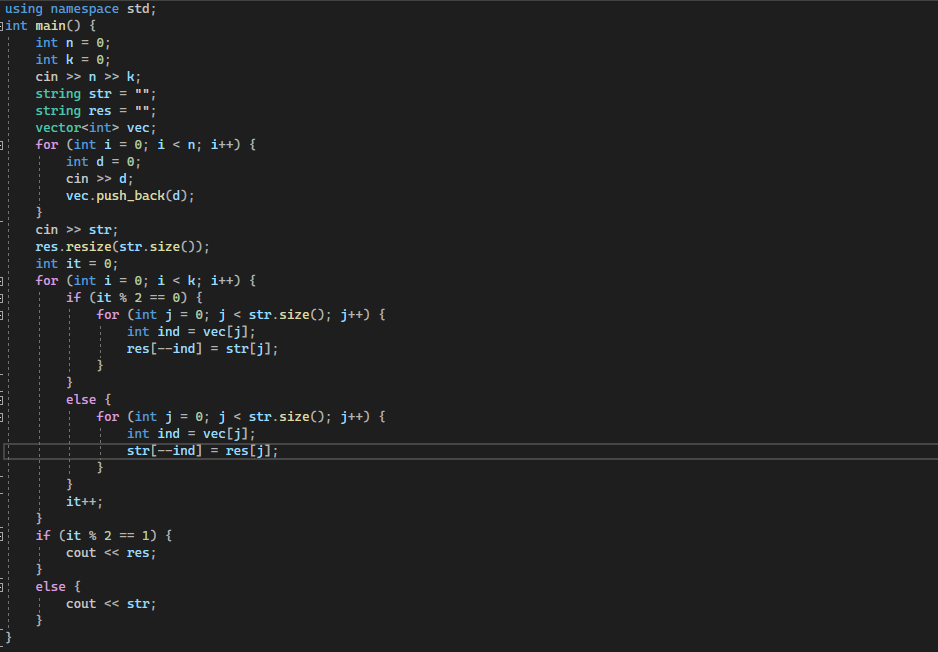 using namespace std;
int main() {
    int n = 0;
    int k = 0;
    cin >> n >> k;
    string str = "";
    string res = "";
    vector<int> vec;
    for (int i = 0; i < n; i++) {
        int d = 0;
        cin >> d;
        vec.push_back(d);
    }
    cin >> str;
    res.resize(str.size());
    int it = 0;
    for (int i = 0; i < k; i++) {
        if (it % 2 == 0) {
            for (int j = 0; j < str.size(); j++) {
                int ind = vec[j];
                res[--ind] = str[j];
            }
        }
        else {
            for (int j = 0; j < str.size(); j++) {
                int ind = vec[j];
                str[--ind] = res[j];
            }
        }
        it++;
    }
    if (it % 2 == 1) {
        cout << res;
    }
    else {
        cout << str;
    }
}